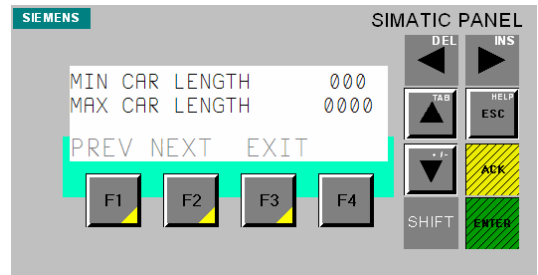 SIEMENS
SIMATIC PANEL
DEL
INS
MIN CAR LENGTH 000
MAX CAR LENGTH 0000
TAB
HELP
ESC
PREV NEXT EXIT
+/-
ACK
F1 F2 F3 F4
SHIFT
ENTER